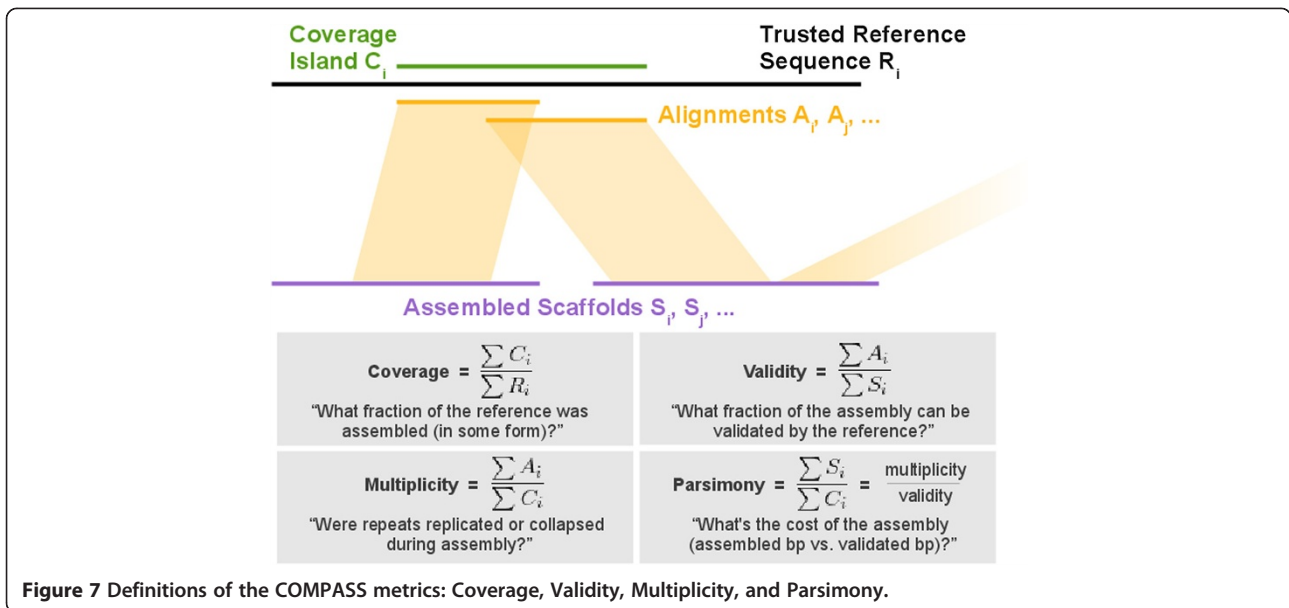 Coverage
Island C_i
Trusted Reference
Sequence R_i
Alignments A_i, A_j, ...
Assembled Scaffolds S_i, S_j, ...
Coverage = ∑ C_i / ∑ R_i
“What fraction of the reference was
assembled (in some form)?”
Validity = ∑ A_i / ∑ S_i
“What fraction of the assembly can be
validated by the reference?”
Multiplicity = ∑ A_i / ∑ C_i
“Were repeats replicated or collapsed
during assembly?”
Parsimony = ∑ S_i / ∑ C_i = multiplicity / validity
“What's the cost of the assembly
(assembled bp vs. validated bp)?”
Figure 7 Definitions of the COMPASS metrics: Coverage, Validity, Multiplicity, and Parsimony.